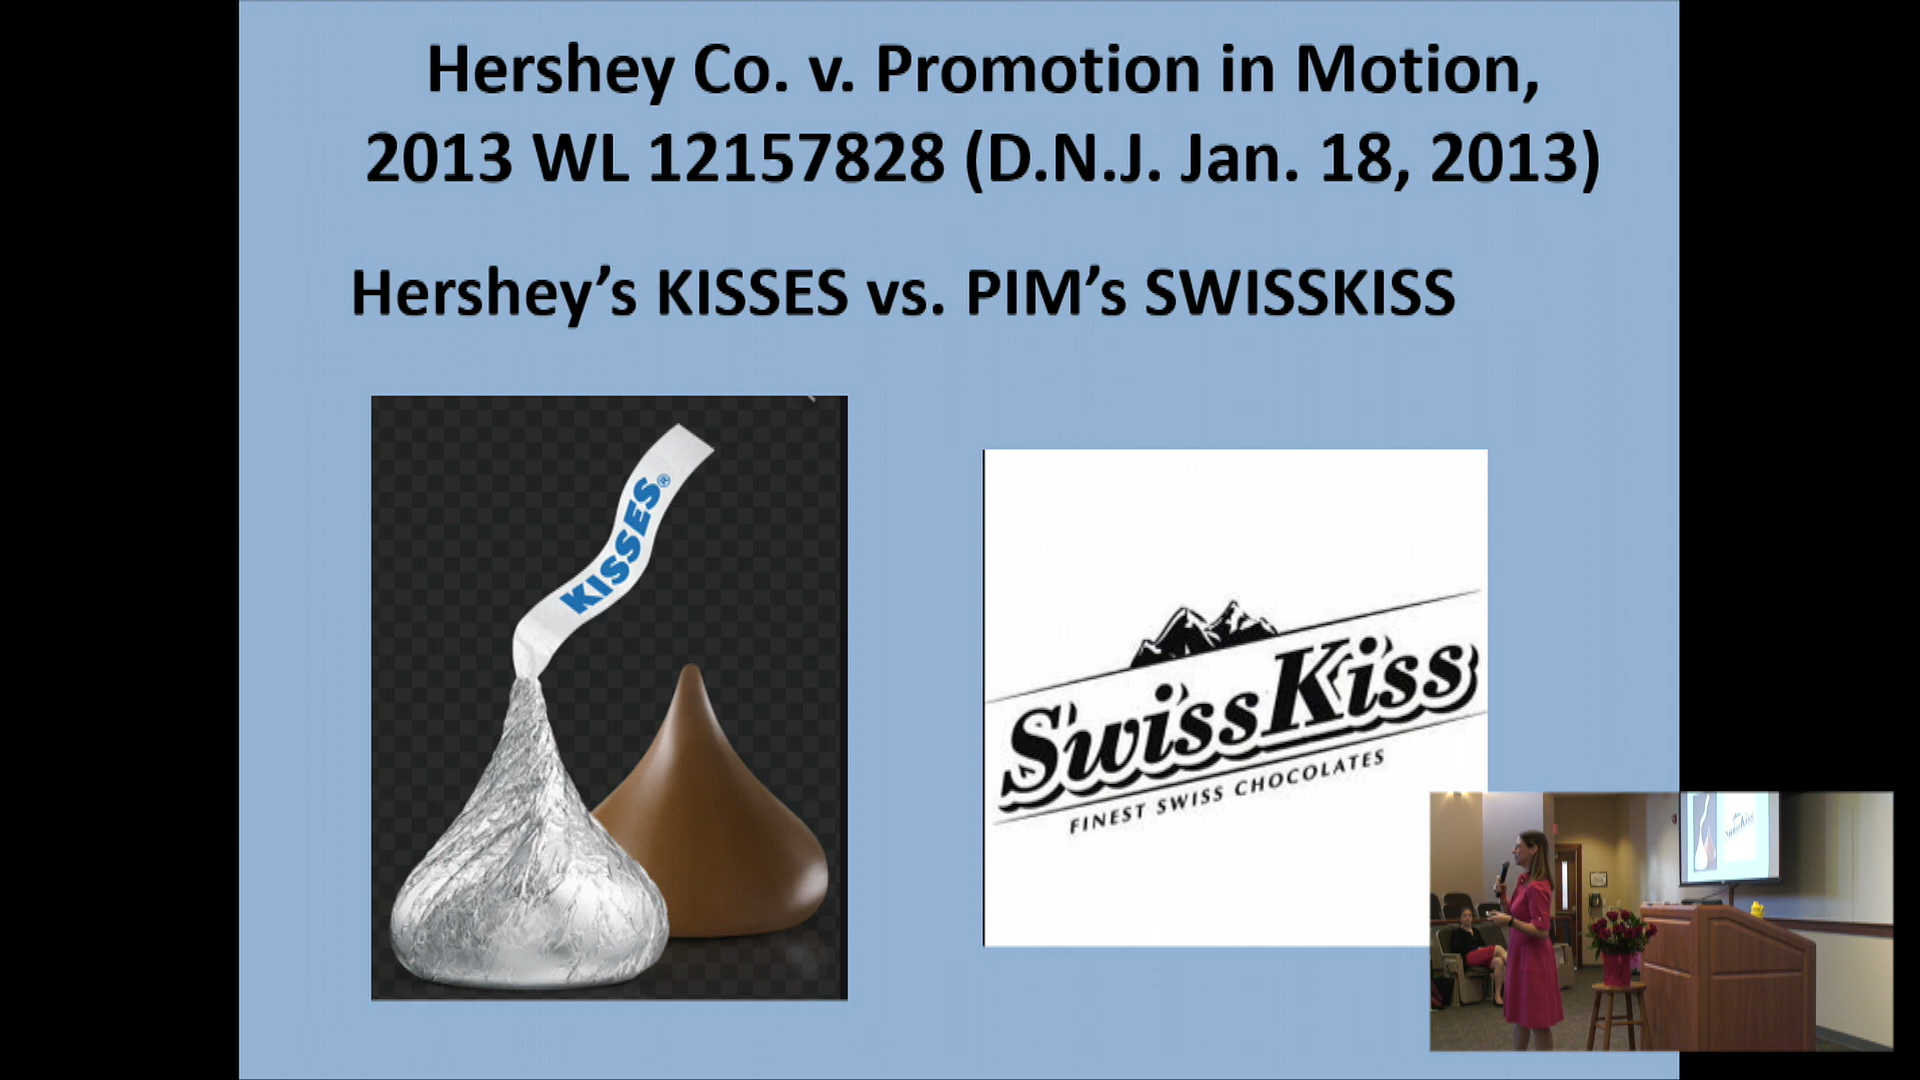 Hershey Co. v. Promotion in Motion,
2013 WL 12157828 (D.N.J. Jan. 18, 2013)
Hershey's KISSES vs. PIM's SWISSKISS
KISSES®
SwissKiss
FINEST SWISS CHOCOLATES
SwissKiss